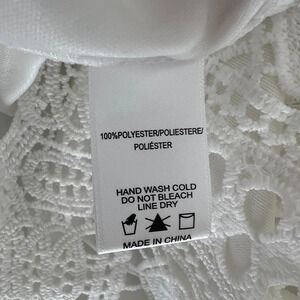 100%POLYESTER/POLIESTERE/
POLIÉSTER
HAND WASH COLD
DO NOT BLEACH
LINE DRY
MADE IN CHINA